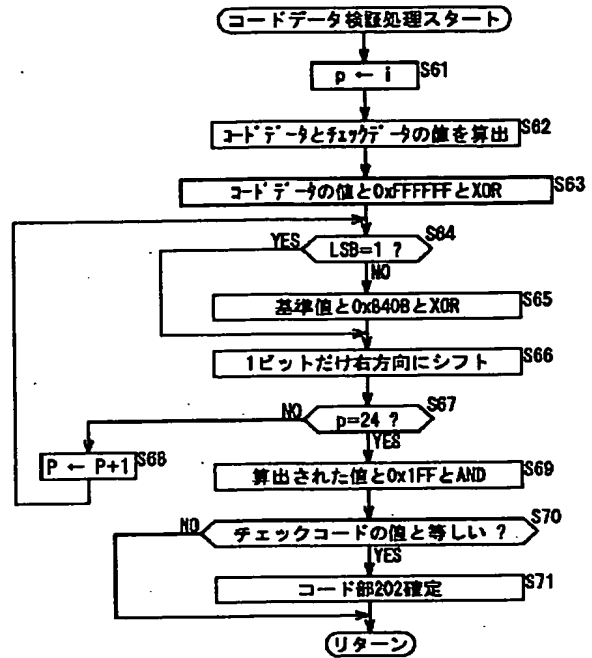 コードデータ検証処理スタート
p ← i
S61
コードデータとチェックデータの値を算出
S62
コードデータの値と0xFFFFFFとXOR
S63
LSB=1 ?
S64
YES
NO
基準値と0xB40BとXOR
S65
1ビットだけ右方向にシフト
S66
p=24 ?
S67
NO
YES
P ← P+1
S68
算出された値と0x1FFとAND
S69
チェックコードの値と等しい ?
S70
NO
YES
コード部202確定
S71
リターン